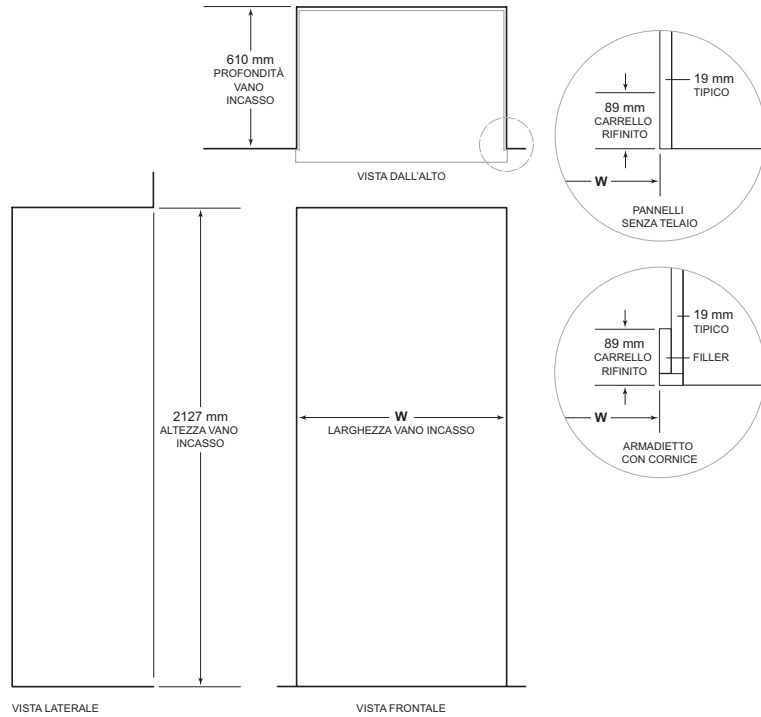 610 mm
PROFONDITÀ
VANO
INCASSO
VISTA DALL'ALTO
19 mm
TIPICO
89 mm
CARRELLO
RIFINITO
W
PANNELLI
SENZA TELAIO
19 mm
TIPICO
89 mm
CARRELLO
RIFINITO
FILLER
W
ARMADIETTO
CON CORNICE
2127 mm
ALTEZZA VANO
INCASSO
W
LARGHEZZA VANO INCASSO
VISTA LATERALE
VISTA FRONTALE